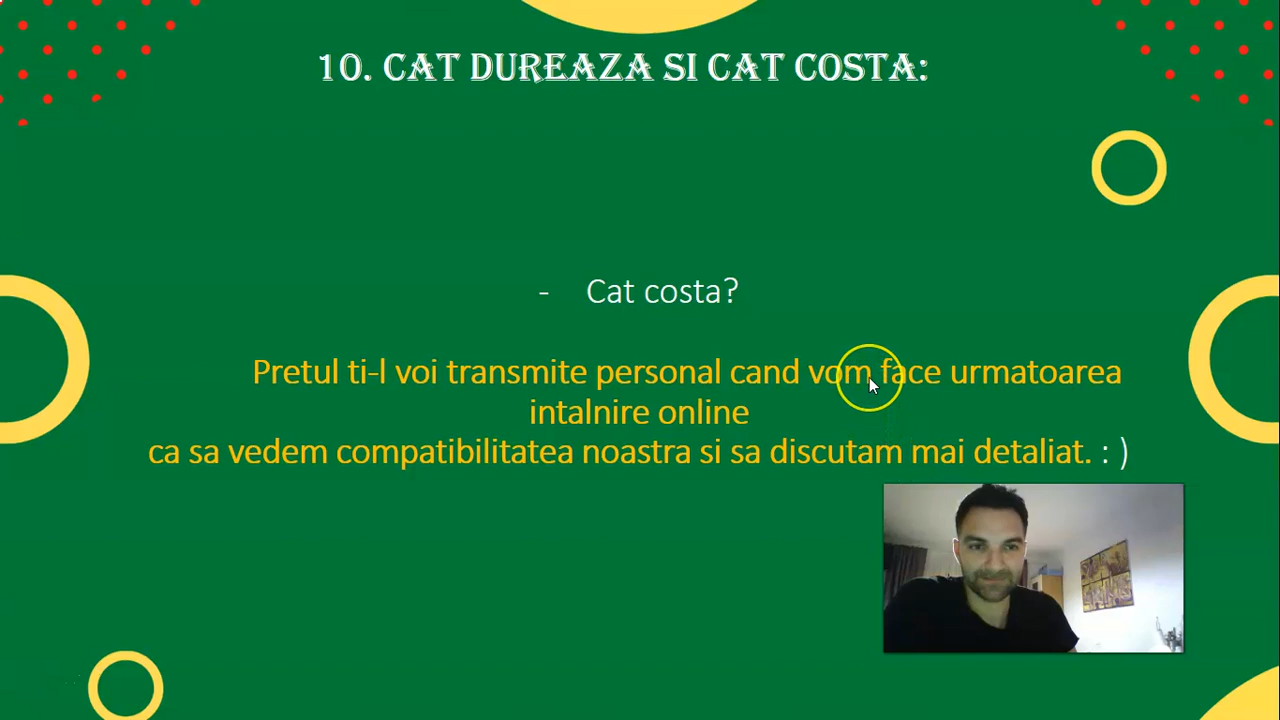 10. CAT DUREAZA SI CAT COSTA:
- Cat costa?
Pretul ti-l voi transmite personal cand vom face urmatoarea
intalnire online
ca sa vedem compatibilitatea noastra si sa discutam mai detaliat. : )